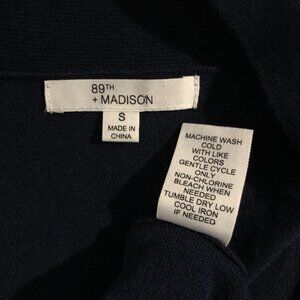 89TH
+ MADISON
S
MADE IN
CHINA
MACHINE WASH
COLD
WITH LIKE
COLORS
GENTLE CYCLE
ONLY
NON-CHLORINE
BLEACH WHEN
NEEDED
TUMBLE DRY LOW
COOL IRON
IF NEEDED